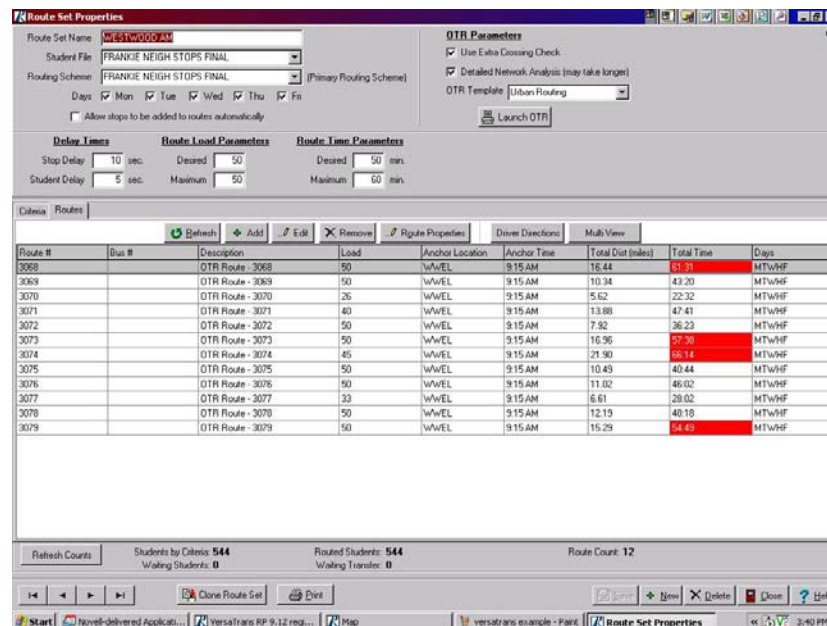 Route Set Properties
Route Set Name WESTWOOD AM
Student File FRANKIE NEIGH STOPS FINAL
Routing Scheme FRANKIE NEIGH STOPS FINAL (Primary Routing Scheme)
Days Mon Tue Wed Thu Fri
Allow stops to be added to routes automatically
OTR Parameters
Use Extra Crossing Check
Detailed Network Analysis (may take longer)
OTR Template Urban Routing
Launch OTR
Delay Times Route Load Parameters Route Time Parameters
Stop Delay 10 sec. Desired 50 Desired 50 min.
Student Delay 5 sec. Maximum 50 Maximum 60 min.
Criteria Routes
Refresh Add Edit Remove Route Properties Driver Directions Multi View
Route # Bus # Description Load Anchor Location Anchor Time Total Dist (miles) Total Time Days
3068 OTR Route - 3068 50 WWEL 9:15 AM 16.44 61:31 MTWHF
3069 OTR Route - 3069 50 WWEL 9:15 AM 10.34 43:20 MTWHF
3070 OTR Route - 3070 26 WWEL 9:15 AM 5.62 22:32 MTWHF
3071 OTR Route - 3071 40 WWEL 9:15 AM 13.88 47:41 MTWHF
3072 OTR Route - 3072 50 WWEL 9:15 AM 7.92 36:23 MTWHF
3073 OTR Route - 3073 50 WWEL 9:15 AM 16.96 57:38 MTWHF
3074 OTR Route - 3074 45 WWEL 9:15 AM 21.90 66:14 MTWHF
3075 OTR Route - 3075 50 WWEL 9:15 AM 10.49 40:44 MTWHF
3076 OTR Route - 3076 50 WWEL 9:15 AM 11.02 46:02 MTWHF
3077 OTR Route - 3077 33 WWEL 9:15 AM 6.61 28:02 MTWHF
3078 OTR Route - 3078 50 WWEL 9:15 AM 12.19 48:18 MTWHF
3079 OTR Route - 3079 50 WWEL 9:15 AM 15.29 54:49 MTWHF
Refresh Counts Students by Criteria: 544 Routed Students: 544 Route Count: 12
Waiting Students: 0 Waiting Transfer: 0
Clone Route Set Print Save New Delete Close Hel
Start Novell-delivered Applicati... VersaTrans RP 9.12 regi... Map versatrans example - Paint Route Set Properties 3:40 PM